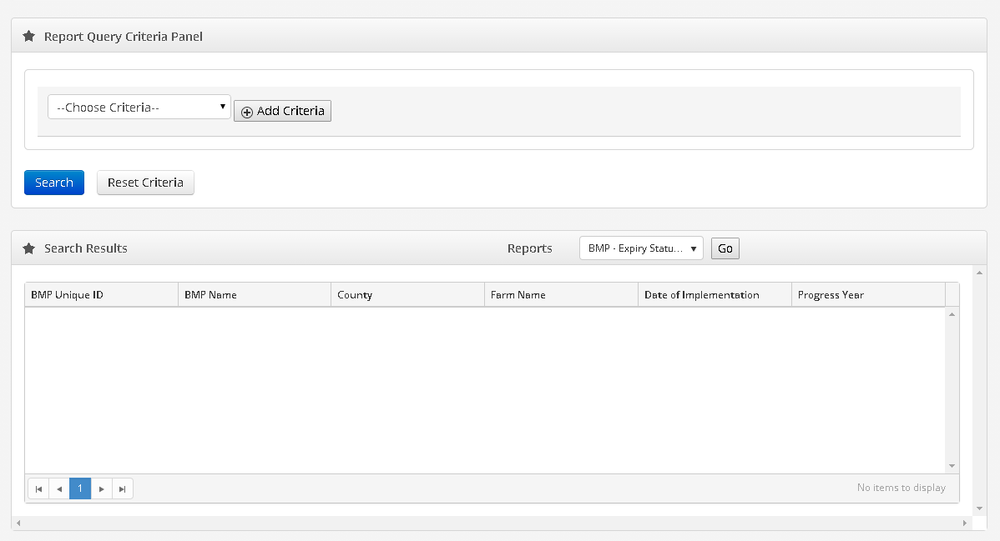 Report Query Criteria Panel
--Choose Criteria--
Add Criteria
Search
Reset Criteria
Search Results
Reports
BMP - Expiry Statu...
Go
BMP Unique ID
BMP Name
County
Farm Name
Date of Implementation
Progress Year
1
No items to display